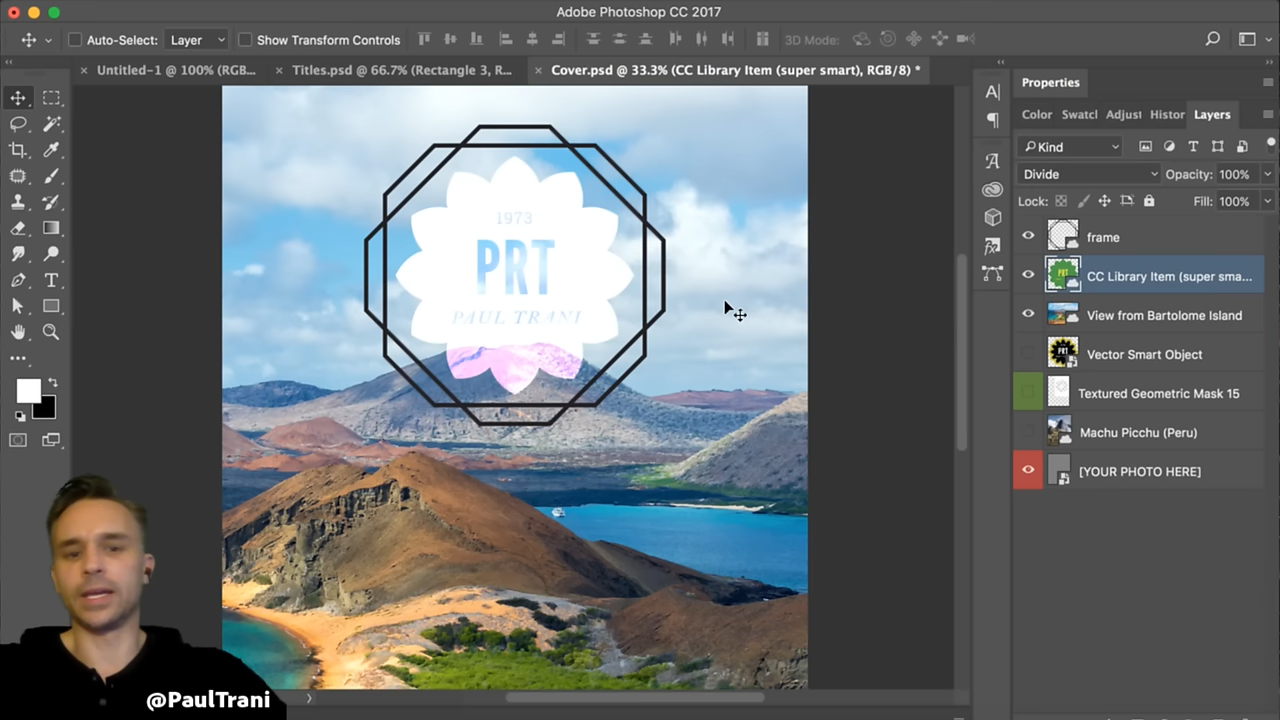 Adobe Photoshop CC 2017
Auto-Select: Layer Show Transform Controls 3D Mode:
Untitled-1 @ 100% (RGB... Titles.psd @ 66.7% (Rectangle 3, R... Cover.psd @ 33.3% (CC Library Item (super smart), RGB/8) *
Properties
Color Swatcl Adjust Histor Layers
Kind
Divide Opacity: 100%
Lock: Fill: 100%
frame
CC Library Item (super sma...
View from Bartolome Island
Vector Smart Object
Textured Geometric Mask 15
Machu Picchu (Peru)
[YOUR PHOTO HERE]
1973
PRT
PAUL TRANI
@PaulTrani